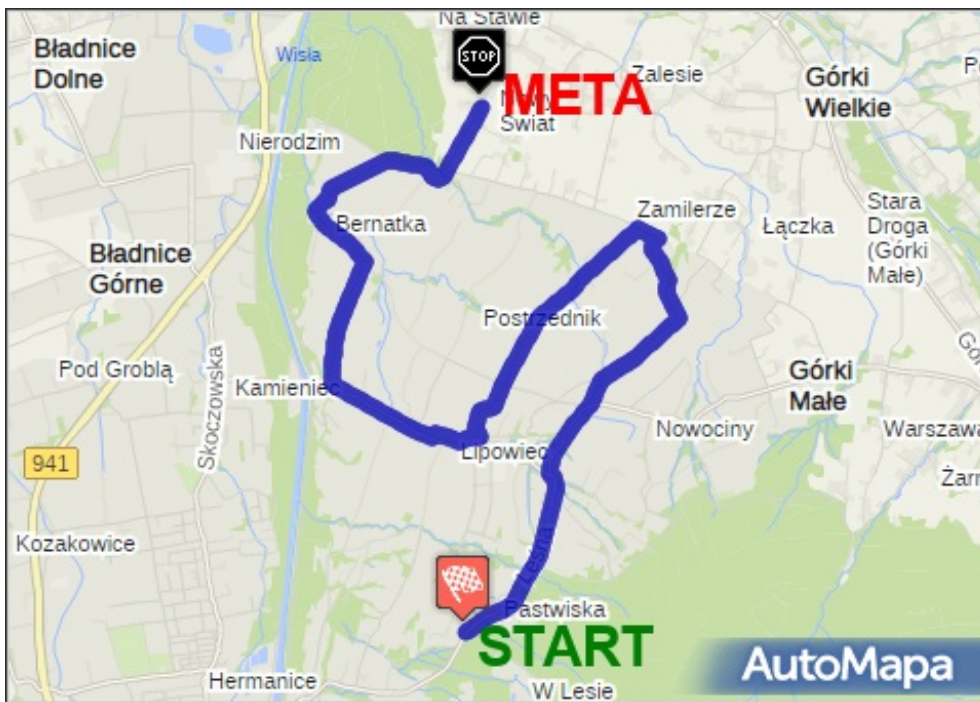 Na Stawie
Bładnice
Dolne
Wisła
STOP
META
Zalesie
Górki
Wielkie
Świat
Nierodzim
Bernatka
Zamilerze
Łączka
Stara
Droga
(Górki
Małe)
Bładnice
Górne
Postrzednik
Pod Groblą
Kamieniec
Skoczowska
Górki
Małe
Nowociny
Warszawa
Lipowiec
941
Kozakowice
Leśna
Pastwiska
START
Hermanice
W Lesie
AutoMapa